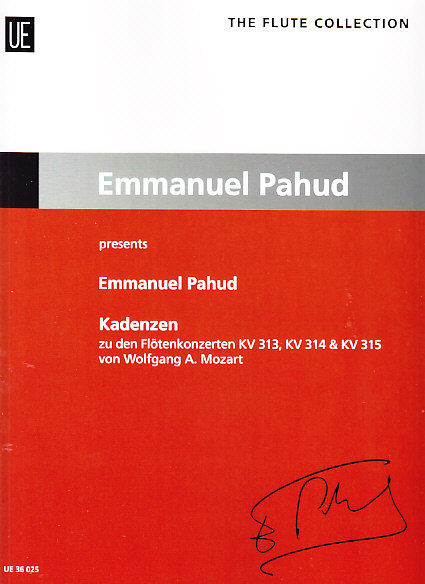 UE
THE FLUTE COLLECTION
Emmanuel Pahud
presents
Emmanuel Pahud
Kadenzen
zu den Flötenkonzerten KV 313, KV 314 & KV 315
von Wolfgang A. Mozart
UE 36 025